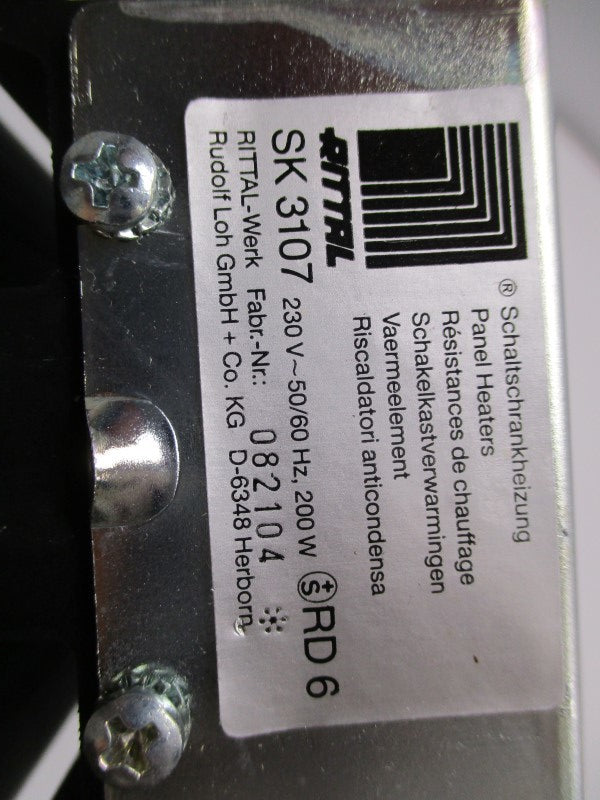 ® Schaltschrankheizung
Panel Heaters
Résistances de chauffage
Schakelkastverwarmingen
Vaermeelement
Riscaldatori anticondensa
RITTAL
SK 3107 230 V~50/60 Hz, 200 W +S RD 6
RITTAL-Werk Fabr.-Nr.: 082104
Rudolf Loh GmbH + Co. KG D-6348 Herborn